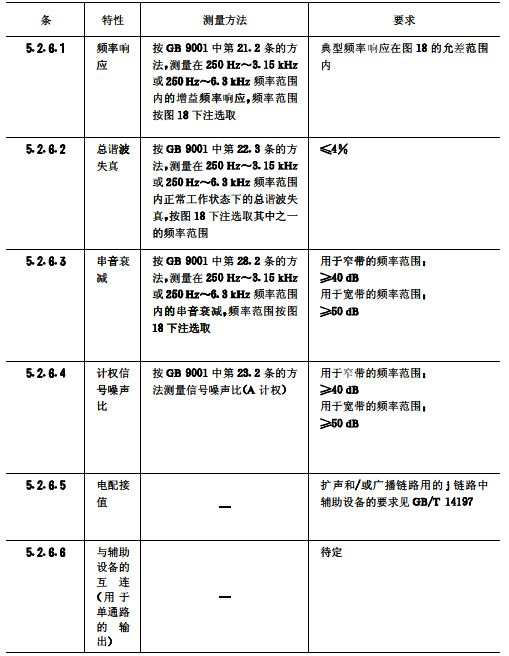 条 特性 测量方法 要求
5.2.6.1 频率响 按 GB 9001 中第 21.2 条的方 典型频率响应在图 18 的允差范围
应 法,测量在 250 Hz～3.15 kHz 内
或 250 Hz～6.3 kHz 频率范围
内的增益频率响应,频率范围
按图 18 下注选取
5.2.6.2 总谐波 按 GB 9001 中第 22.3 条的方 ≤4%
失真 法,测量在 250 Hz～3.15 kHz
或 250 Hz～6.3 kHz 频率范围
内正常工作状态下的总谐波失
真,按图 18 下注选取其中之一
的频率范围
5.2.6.3 串音衰 按 GB 9001 中第 28.2 条的方 用于窄带的频率范围:
减 法,测量在 250 Hz～3.15 kHz ≥40 dB
或 250 Hz～6.3 kHz 频率范围 用于宽带的频率范围:
内的串音衰减,频率范围按图 ≥50 dB
18 下注选取
5.2.6.4 计权信 按 GB 9001 中第 23.2 条的方 用于窄带的频率范围:
号噪声 法测量信号噪声比(A 计权) ≥40 dB
比 用于宽带的频率范围:
≥50 dB
5.2.6.5 电配接 — 扩声和/或广播链路用的 j 链路中
值 辅助设备的要求见 GB/T 14197
5.2.6.6 与辅助 — 待定
设备的
互 连
(用 于
单通路
的 输
出)